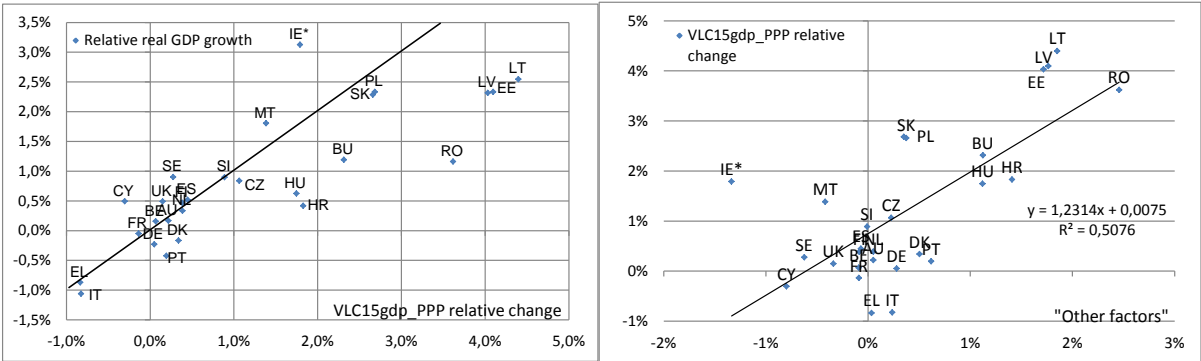 3,5%
3,0%
2,5%
2,0%
1,5%
1,0%
0,5%
0,0%
-0,5%
-1,0%
-1,5%
Relative real GDP growth
IE*
LT
PL
LV
EE
SK
MT
BU
RO
SE
SI
CZ
HU
HR
CY
UK
ES
NL
BE
AU
FR
DE
DK
PT
EL
IT
VLC15gdp_PPP relative change
-1,0%
0,0%
1,0%
2,0%
3,0%
4,0%
5,0%
5%
4%
3%
2%
1%
0%
-1%
VLC15gdp_PPP relative
change
LT
LV
EE
RO
SK
PL
BU
IE*
HU
HR
MT
CZ
SI
y = 1,2314x + 0,0075
R² = 0,5076
SE
UK
ES
NL
AU
BE
FR
DE
DK
PT
CY
EL
IT
"Other factors"
-2%
-1%
0%
1%
2%
3%